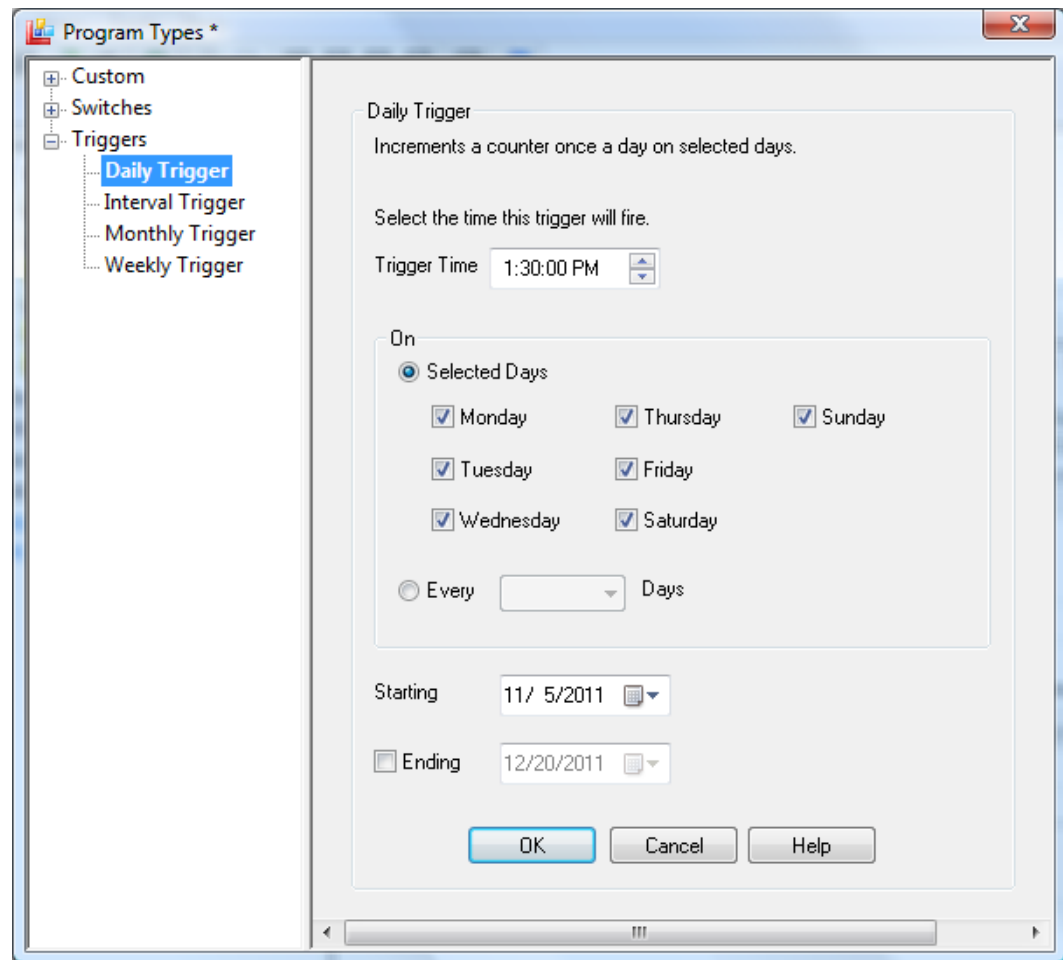 Program Types *
Custom
Switches
Triggers
Daily Trigger
Interval Trigger
Monthly Trigger
Weekly Trigger
Daily Trigger
Increments a counter once a day on selected days.
Select the time this trigger will fire.
Trigger Time 1:30:00 PM
On
Selected Days
Monday Thursday Sunday
Tuesday Friday
Wednesday Saturday
Every Days
Starting 11/ 5/2011
Ending 12/20/2011
OK Cancel Help